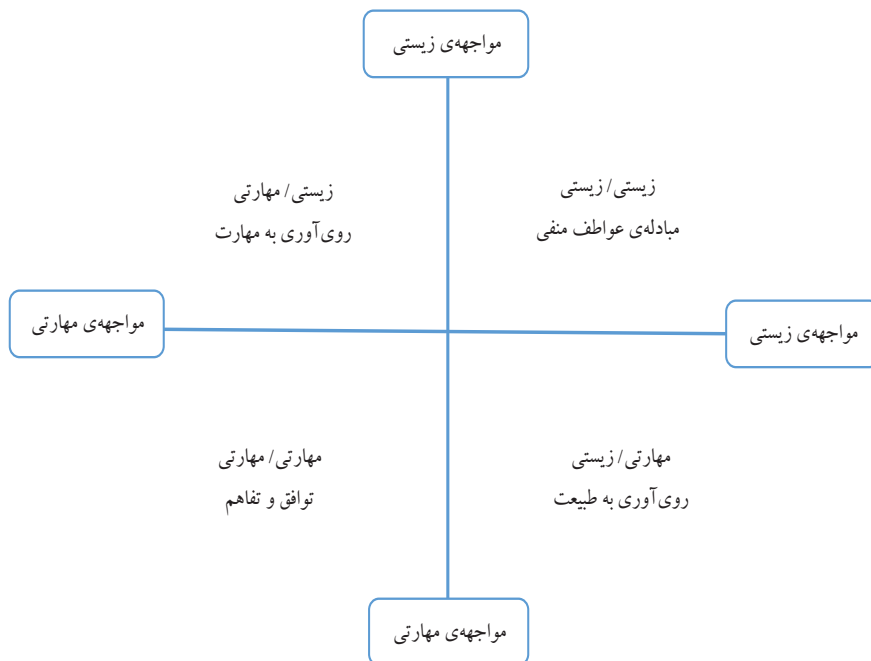 مواجهه‌ی زیستی
زیستی/ زیستی
مبادله‌ی عواطف منفی
زیستی/ مهارتی
روی‌آوری به مهارت
مواجهه‌ی زیستی
مواجهه‌ی مهارتی
مهارتی/ زیستی
روی‌آوری به طبیعت
مهارتی/ مهارتی
توافق و تفاهم
مواجهه‌ی مهارتی